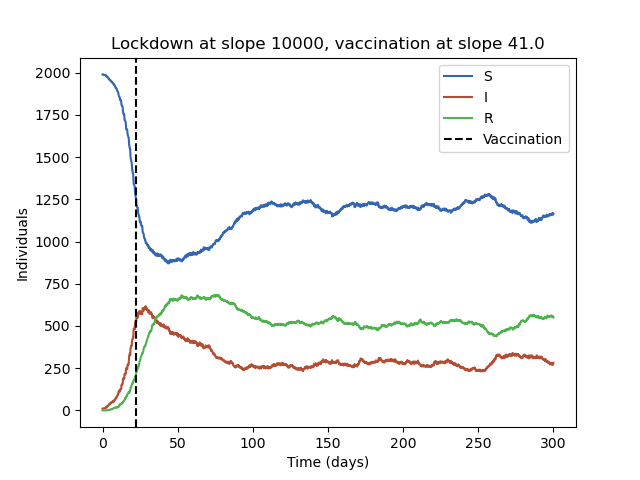 Lockdown at slope 10000, vaccination at slope 41.0
2000
1750
1500
1250
1000
750
500
250
0
Individuals
S
I
R
Vaccination
0 50 100 150 200 250 300
Time (days)